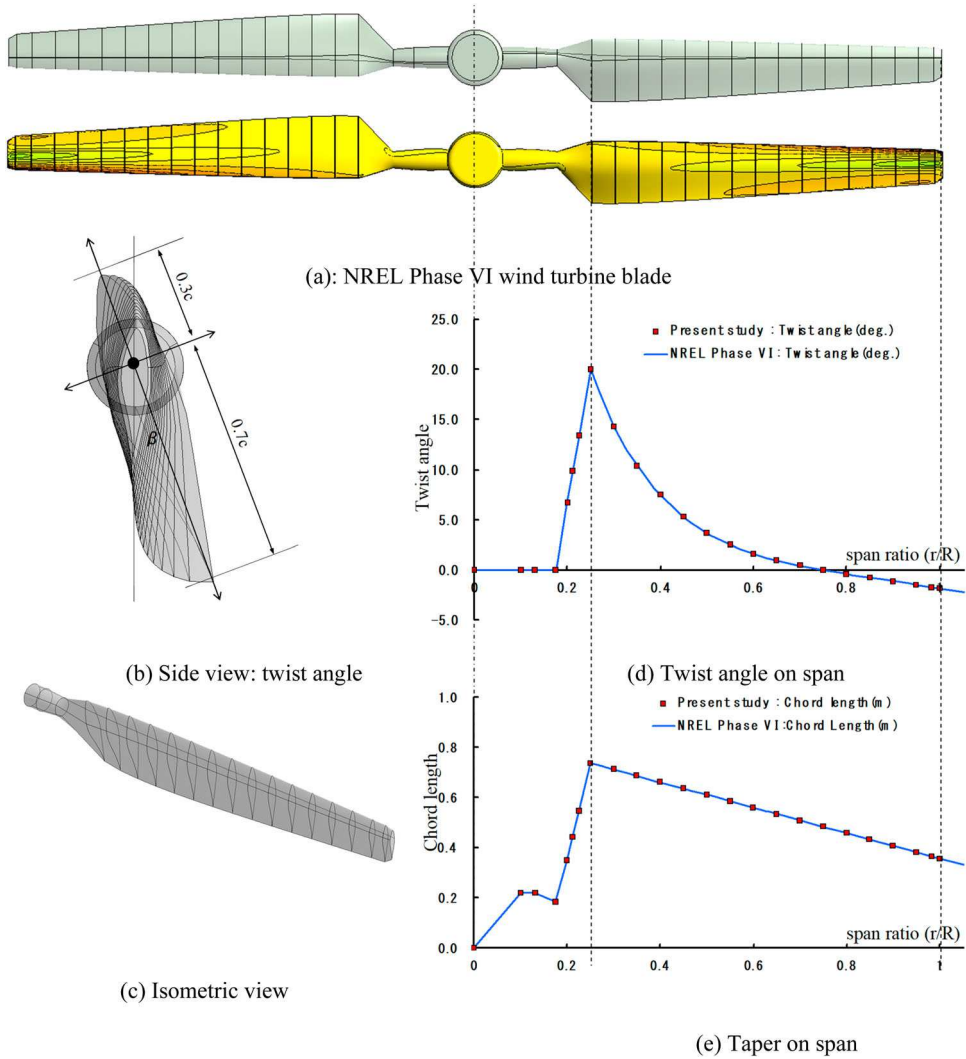 (a): NREL Phase VI wind turbine blade
0.3c
0.7c
β
(b) Side view: twist angle
(c) Isometric view
Twist angle
25.0
20.0
15.0
10.0
5.0
0.0
−5.0
Present study : Twist angle(deg.)
NREL Phase VI : Twist angle(deg.)
span ratio (r/R)
0
0.2
0.4
0.6
0.8
1
(d) Twist angle on span
Chord length
1.0
0.8
0.6
0.4
0.2
0.0
Present study : Chord length(m)
NREL Phase VI:Chord Length(m)
span ratio (r/R)
0
0.2
0.4
0.6
0.8
1
(e) Taper on span